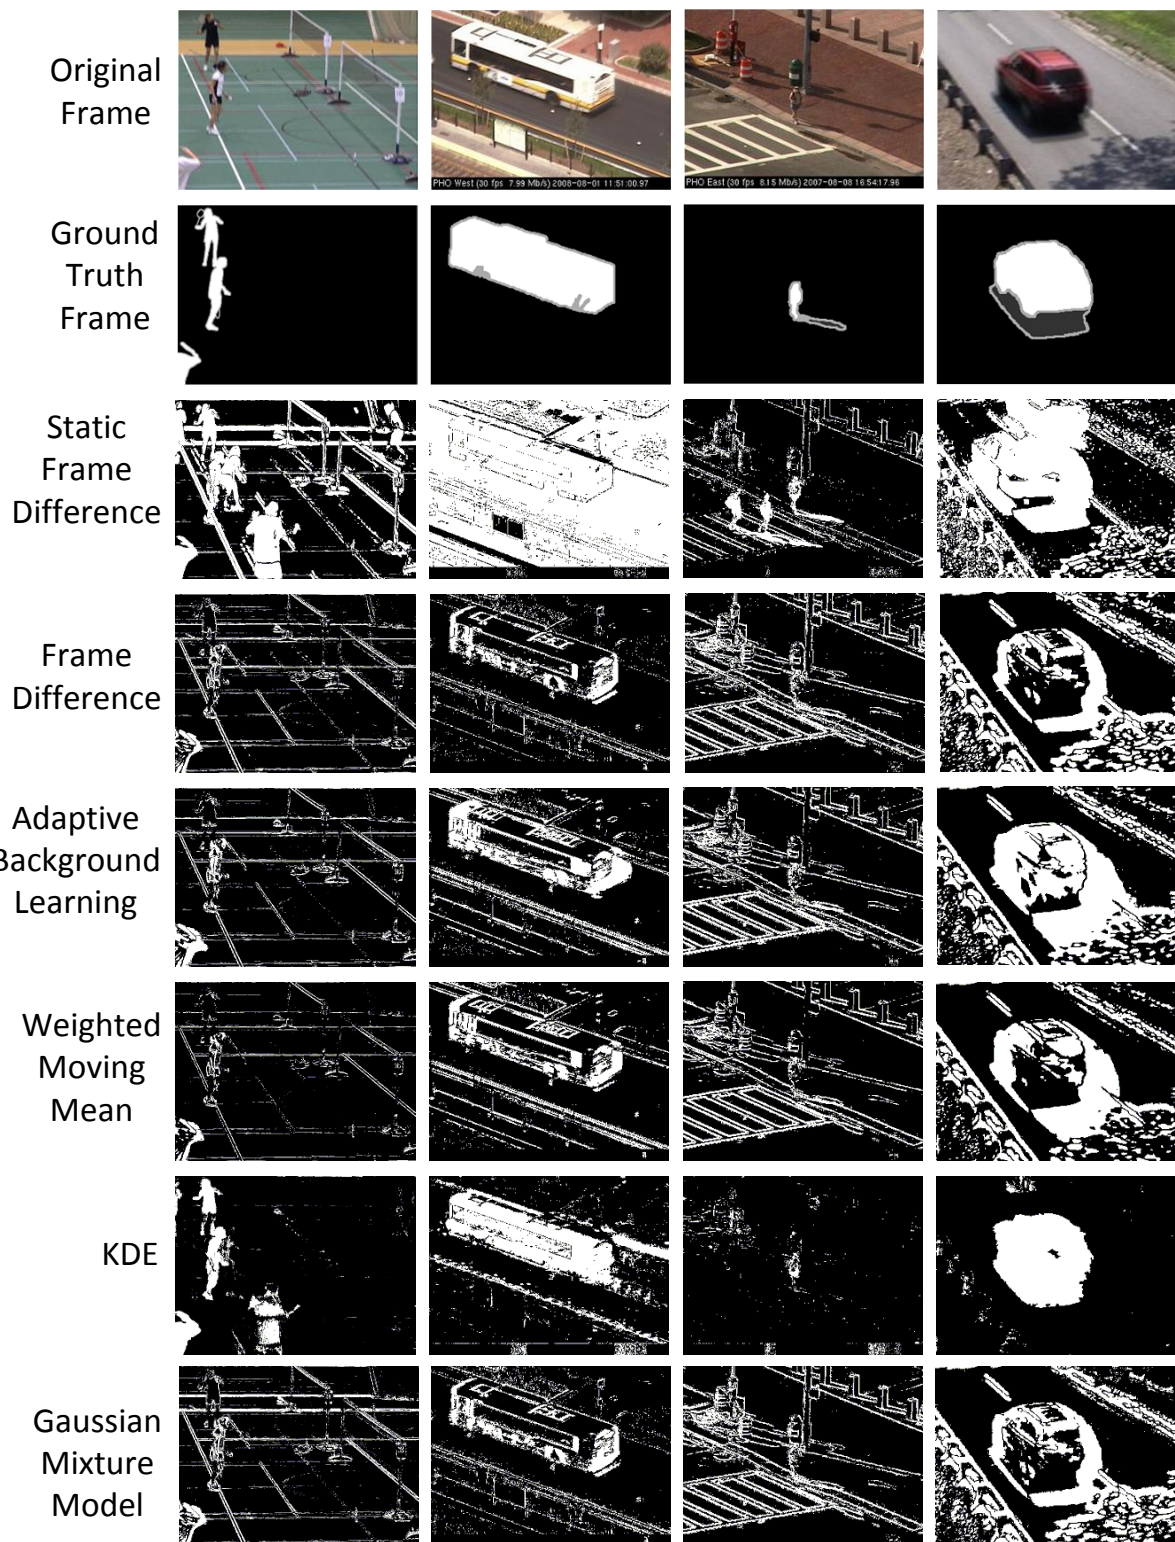 Original
Frame
PHO West (30 fps 7.99 Mb/s) 2008-08-01 11:51:00.97
PHO East (30 fps 8.15 Mb/s) 2007-08-08 16:54:17.96
Ground
Truth
Frame
Static
Frame
Difference
Frame
Difference
Adaptive
Background
Learning
Weighted
Moving
Mean
KDE
Gaussian
Mixture
Model